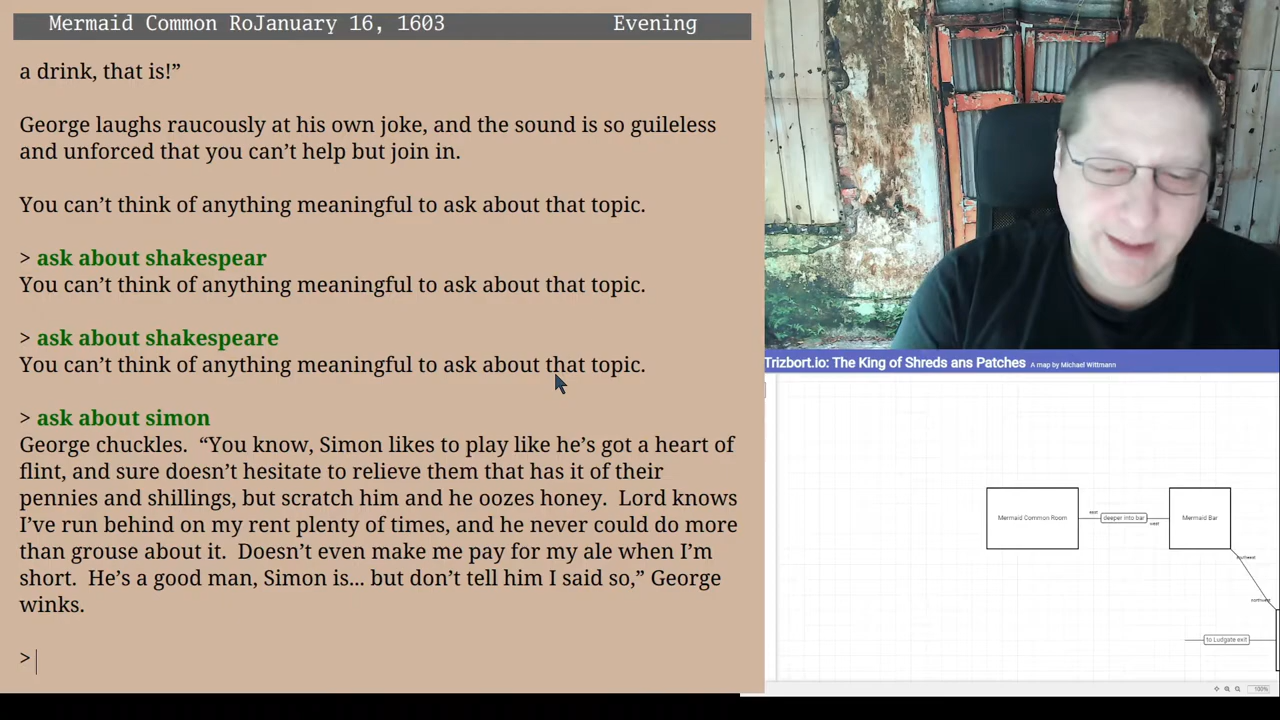 Mermaid Common RoJanuary 16, 1603 Evening
a drink, that is!”
George laughs raucously at his own joke, and the sound is so guileless
and unforced that you can’t help but join in.
You can’t think of anything meaningful to ask about that topic.
> ask about shakespear
You can’t think of anything meaningful to ask about that topic.
> ask about shakespeare
You can’t think of anything meaningful to ask about that topic.
> ask about simon
George chuckles. “You know, Simon likes to play like he’s got a heart of
flint, and sure doesn’t hesitate to relieve them that has it of their
pennies and shillings, but scratch him and he oozes honey. Lord knows
I’ve run behind on my rent plenty of times, and he never could do more
than grouse about it. Doesn’t even make me pay for my ale when I’m
short. He’s a good man, Simon is... but don’t tell him I said so,” George
winks.
>
Trizbort.io: The King of Shreds ans Patches A map by Michael Wittmann
Mermaid Common Room
east
deeper into bar
west
Mermaid Bar
southeast
northwest
to Ludgate exit
100%